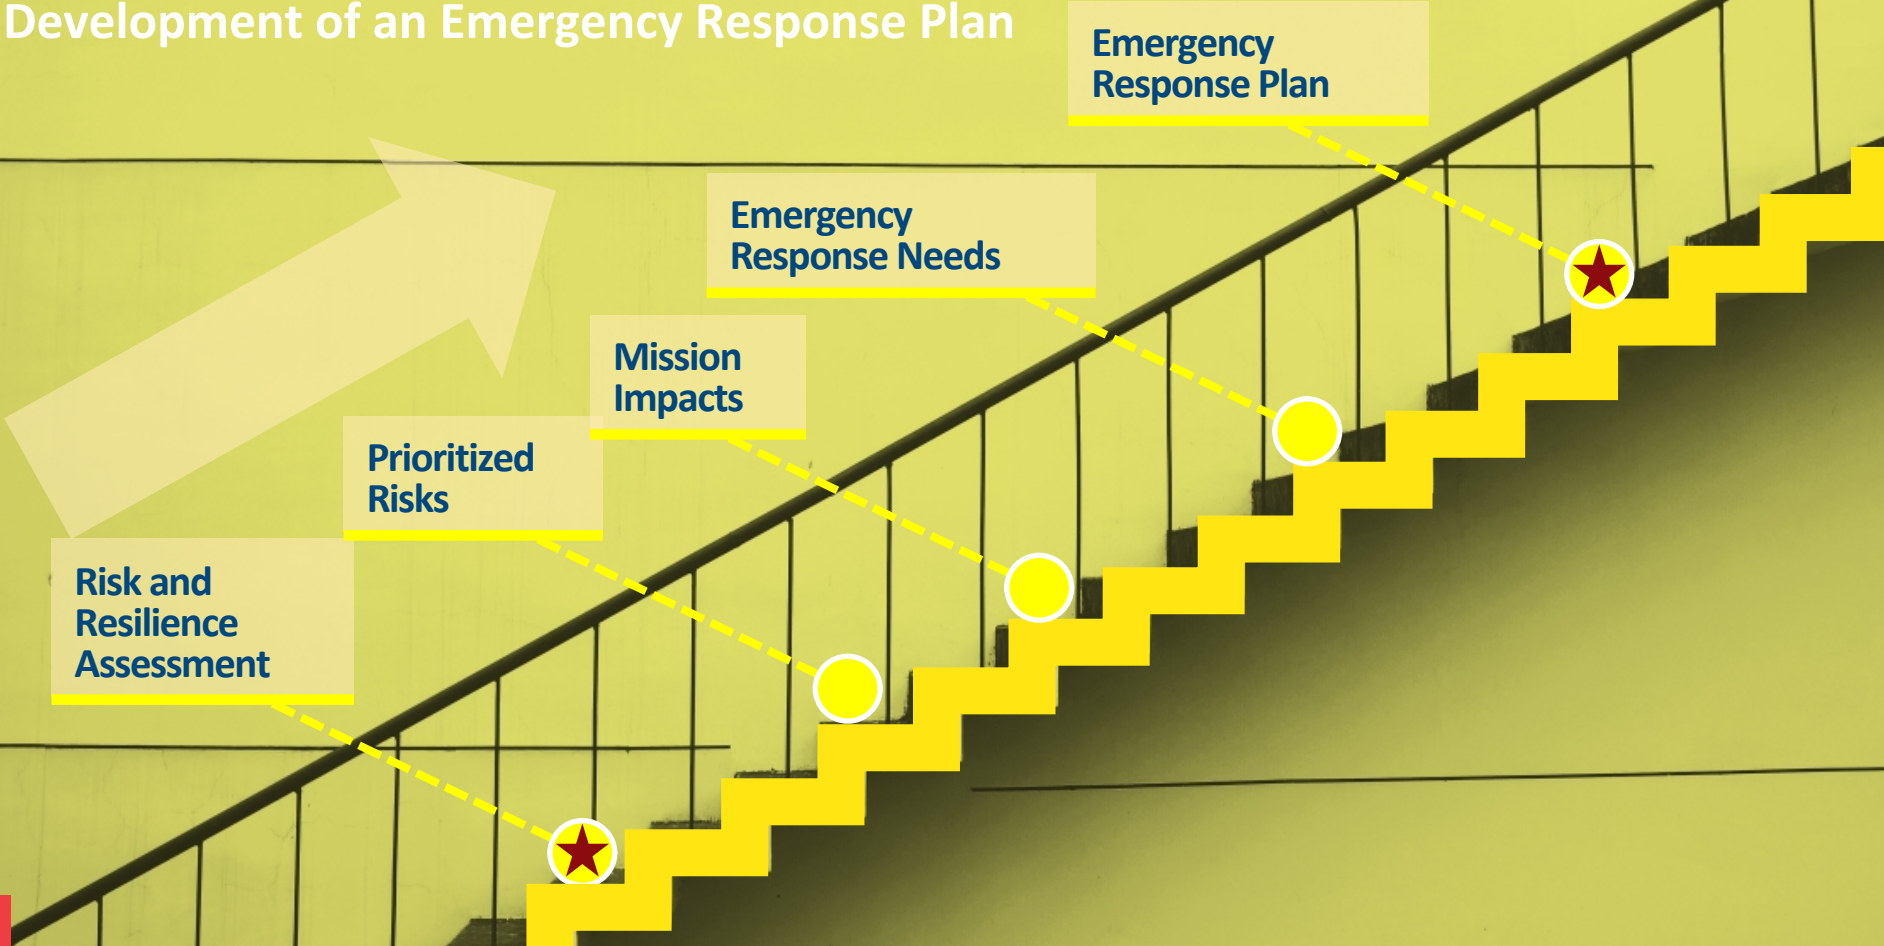 Development of an Emergency Response Plan
Emergency
Response Plan
Emergency
Response Needs
Mission
Impacts
Prioritized
Risks
Risk and
Resilience
Assessment